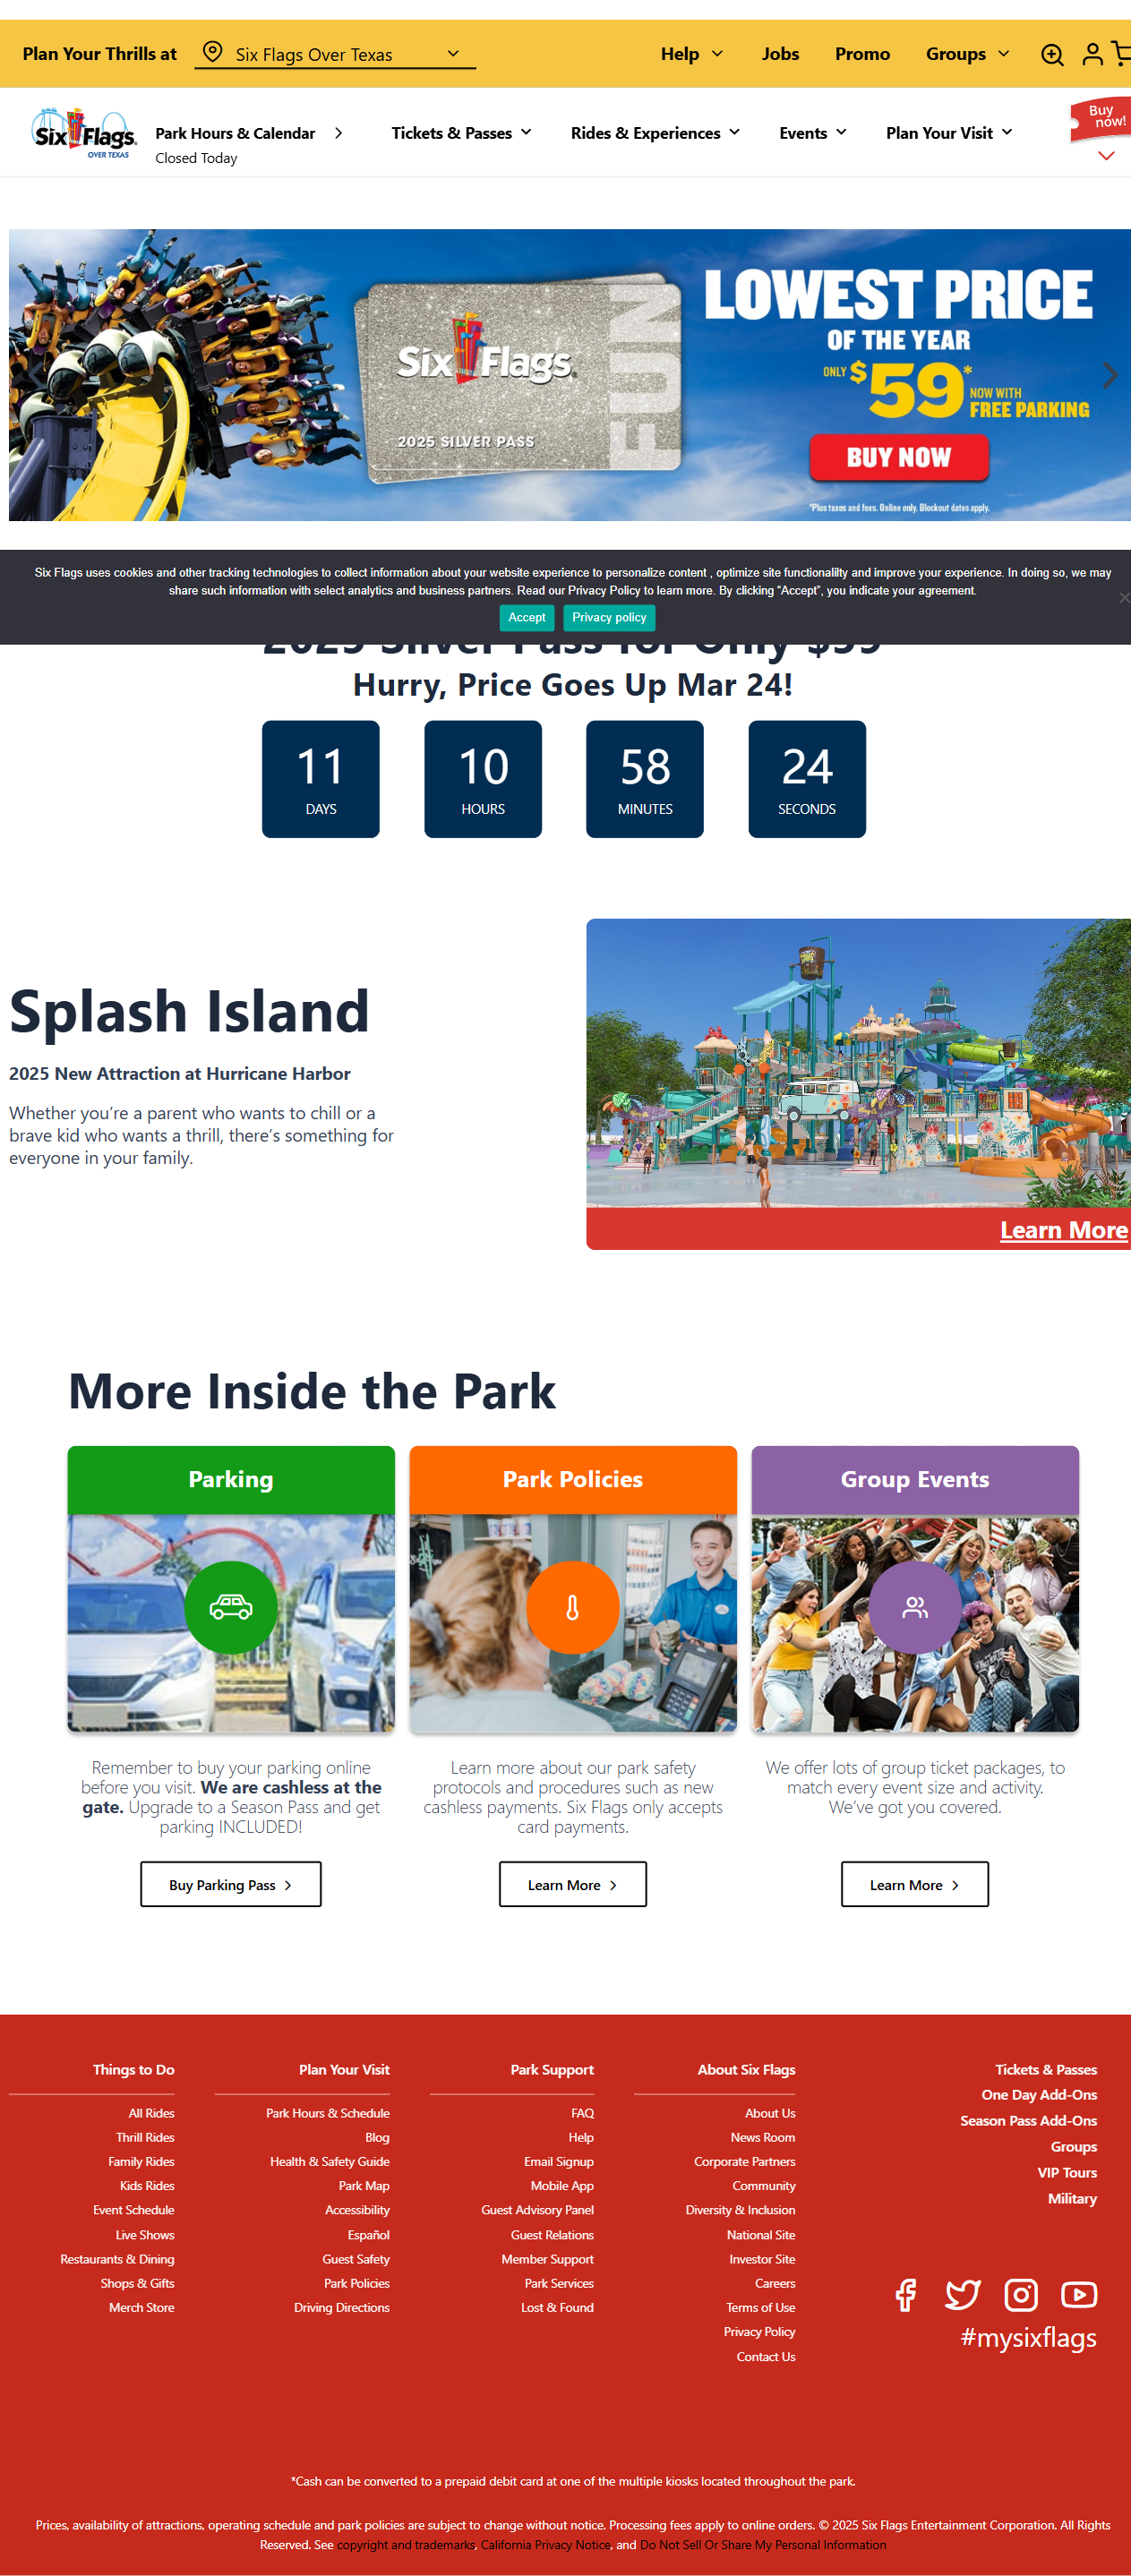 Plan Your Thrills at
Six Flags Over Texas
Help
Jobs
Promo
Groups
Six Flags
OVER TEXAS
Park Hours & Calendar
Closed Today
Tickets & Passes
Rides & Experiences
Events
Plan Your Visit
Buy
now!
Six Flags
FUN
2025 SILVER PASS
LOWEST PRICE
OF THE YEAR
ONLY $59*
NOW WITH
FREE PARKING
BUY NOW
*Plus taxes and fees. Online only. Blockout dates apply.
Six Flags uses cookies and other tracking technologies to collect information about your website experience to personalize content , optimize site functionalilty and improve your experience. In doing so, we may
share such information with select analytics and business partners. Read our Privacy Policy to learn more. By clicking "Accept", you indicate your agreement.
Accept
Privacy policy
2025 Silver Pass for Only $59
Hurry, Price Goes Up Mar 24!
11
DAYS
10
HOURS
58
MINUTES
24
SECONDS
Splash Island
2025 New Attraction at Hurricane Harbor
Whether you're a parent who wants to chill or a
brave kid who wants a thrill, there's something for
everyone in your family.
Learn More
More Inside the Park
Parking
Remember to buy your parking online
before you visit. We are cashless at the
gate. Upgrade to a Season Pass and get
parking INCLUDED!
Buy Parking Pass
Park Policies
Learn more about our park safety
protocols and procedures such as new
cashless payments. Six Flags only accepts
card payments.
Learn More
Group Events
We offer lots of group ticket packages, to
match every event size and activity.
We've got you covered.
Learn More
Things to Do
All Rides
Thrill Rides
Family Rides
Kids Rides
Event Schedule
Live Shows
Restaurants & Dining
Shops & Gifts
Merch Store
Plan Your Visit
Park Hours & Schedule
Blog
Health & Safety Guide
Park Map
Accessibility
Español
Guest Safety
Park Policies
Driving Directions
Park Support
FAQ
Help
Email Signup
Mobile App
Guest Advisory Panel
Guest Relations
Member Support
Park Services
Lost & Found
About Six Flags
About Us
News Room
Corporate Partners
Community
Diversity & Inclusion
National Site
Investor Site
Careers
Terms of Use
Privacy Policy
Contact Us
Tickets & Passes
One Day Add-Ons
Season Pass Add-Ons
Groups
VIP Tours
Military
#mysixflags
*Cash can be converted to a prepaid debit card at one of the multiple kiosks located throughout the park.
Prices, availability of attractions, operating schedule and park policies are subject to change without notice. Processing fees apply to online orders. © 2025 Six Flags Entertainment Corporation. All Rights
Reserved. See copyright and trademarks, California Privacy Notice, and Do Not Sell Or Share My Personal Information